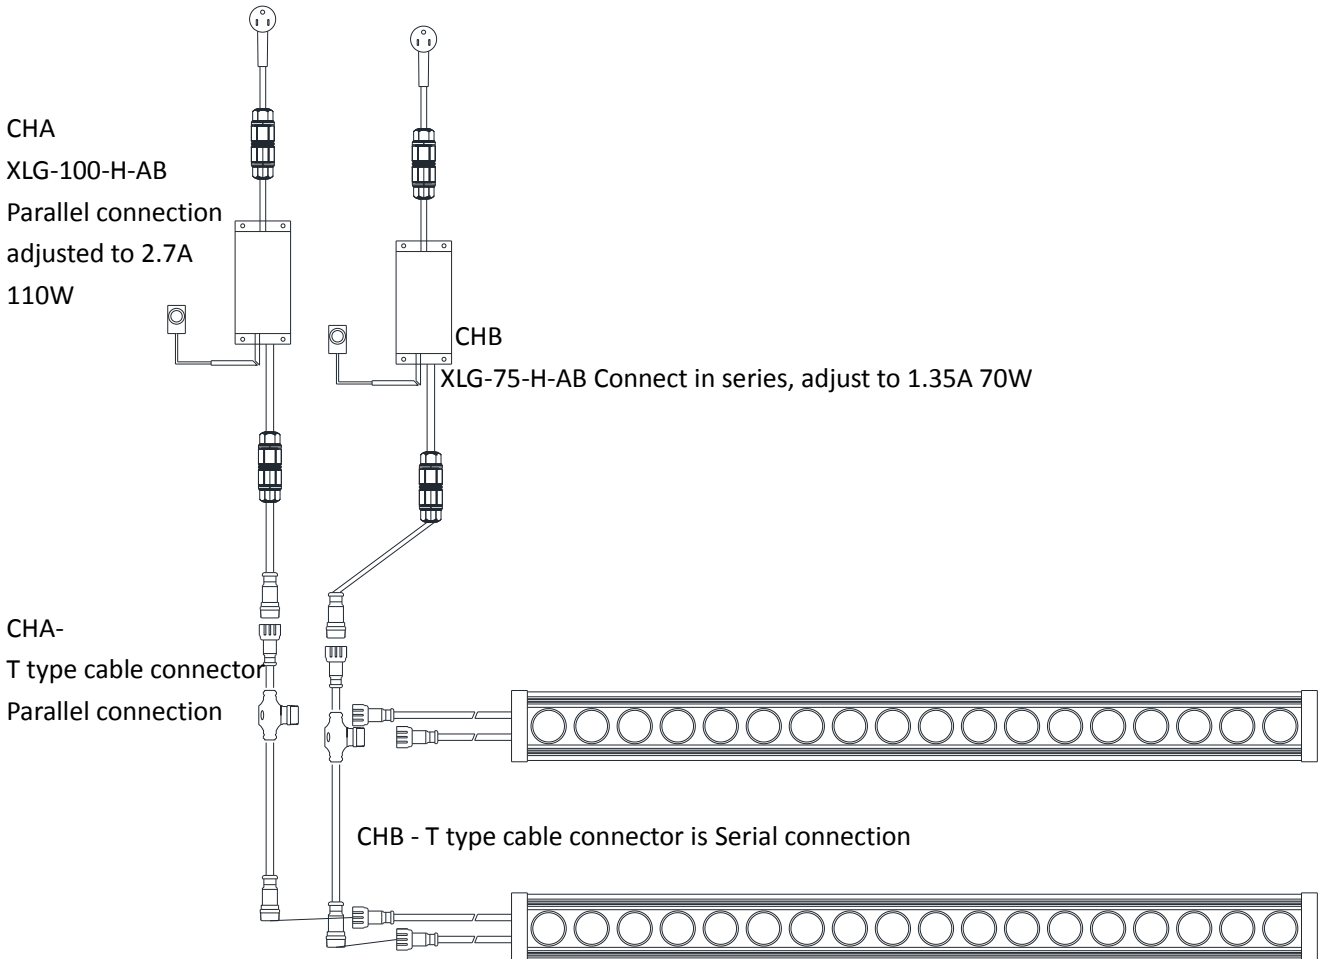 CHA
XLG-100-H-AB
Parallel connection
adjusted to 2.7A
110W
CHB
XLG-75-H-AB Connect in series, adjust to 1.35A 70W
CHA-
T type cable connector
Parallel connection
CHB - T type cable connector is Serial connection